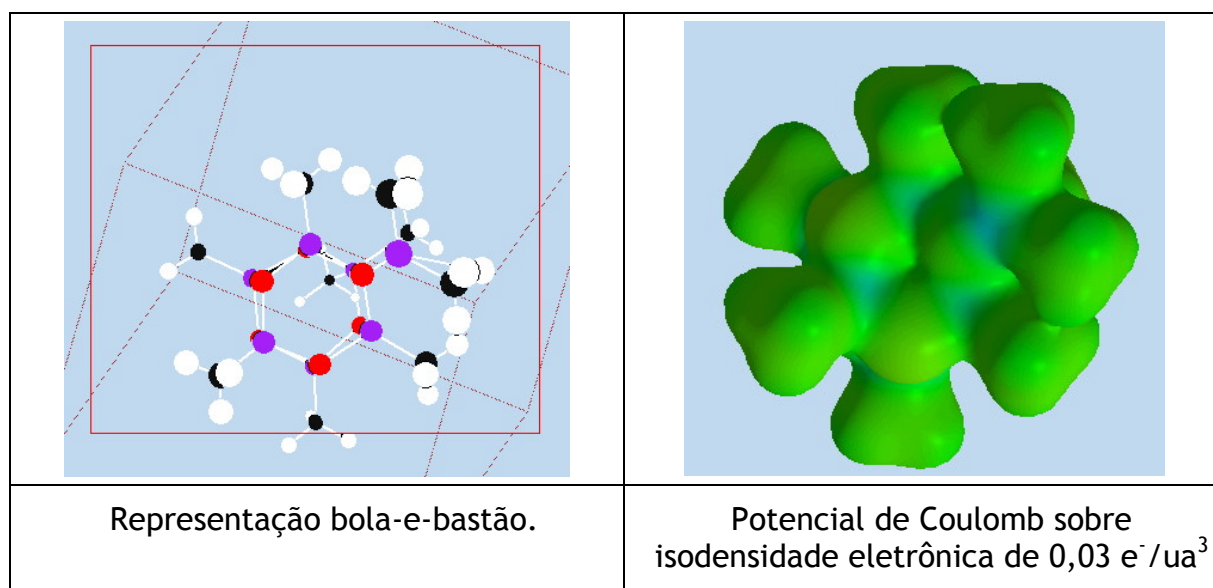 Representação bola-e-bastão.
Potencial de Coulomb sobre
isodensidade eletrônica de 0,03 e⁻/ua³